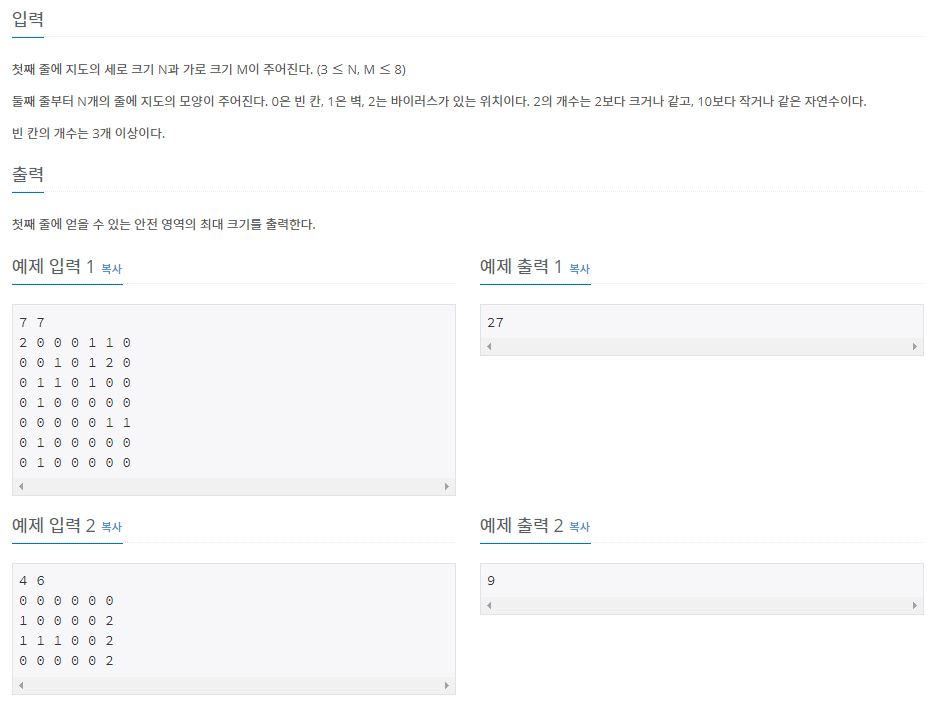 입력
첫째 줄에 지도의 세로 크기 N과 가로 크기 M이 주어진다. (3 ≤ N, M ≤ 8)
둘째 줄부터 N개의 줄에 지도의 모양이 주어진다. 0은 빈 칸, 1은 벽, 2는 바이러스가 있는 위치이다. 2의 개수는 2보다 크거나 같고, 10보다 작거나 같은 자연수이다.
빈 칸의 개수는 3개 이상이다.
출력
첫째 줄에 얻을 수 있는 안전 영역의 최대 크기를 출력한다.
예제 입력 1 복사
7 7
2 0 0 0 1 1 0
0 0 1 0 1 2 0
0 1 1 0 1 0 0
0 1 0 0 0 0 0
0 0 0 0 0 1 1
0 1 0 0 0 0 0
0 1 0 0 0 0 0
예제 출력 1 복사
27
예제 입력 2 복사
4 6
0 0 0 0 0 0
1 0 0 0 0 2
1 1 1 0 0 2
0 0 0 0 0 2
예제 출력 2 복사
9